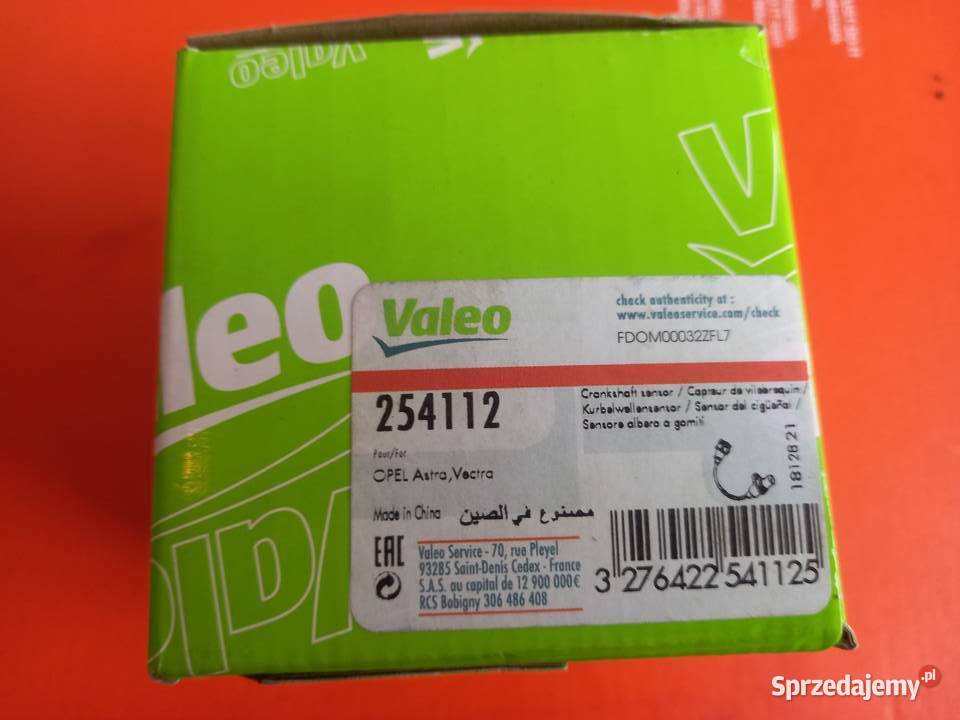 Valeo
Valeo
check authenticity at :
www.valeoservice.com/check
FDOM00032ZFL7
254112
Crankshaft sensor / Capteur de vilebrequin /
Kurbelwellensensor / Sensor del cigüeñal /
Sensore albero a gomiti
Pour/For
OPEL Astra,Vectra
1812821
Made in China مصنوع في الصين
EAC
Valeo Service - 70, rue Pleyel
93285 Saint-Denis Cedex - France
S.A.S. au capital de 12 900 000€
RCS Bobigny 306 486 408
3 276422 541125
Sprzedajemy.pl